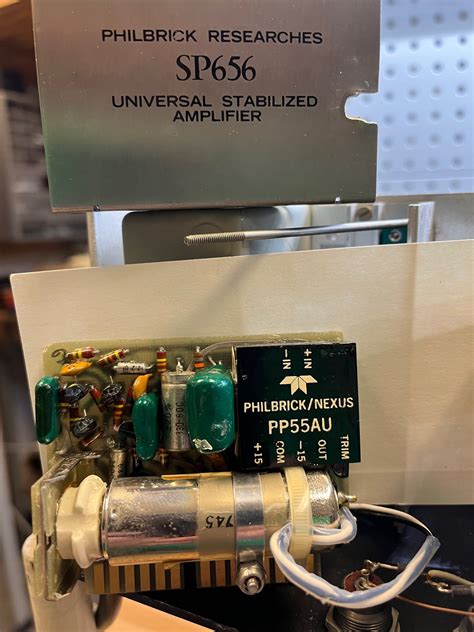 PHILBRICK RESEARCHES
SP656
UNIVERSAL STABILIZED
AMPLIFIER
-IN
+IN
PHILBRICK/NEXUS
PP55AU
+15
COM
-15
OUT
TRIM
745